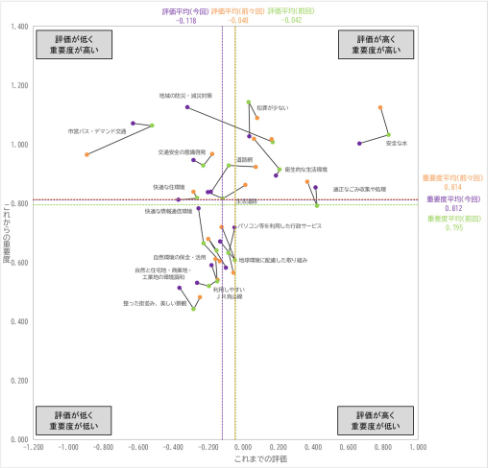 評価平均(今回)
-0.118
評価平均(前々回)
-0.048
評価平均(前回)
-0.042
1.400
1.200
1.000
0.800
0.600
0.400
0.200
0.000
評価が低く
重要度が高い
評価が高く
重要度が高い
地域の防災・減災対策
犯罪が少ない
市営バス・デマンド交通
安全な水
交通安全の意識啓発
道路網
衛生的な生活環境
快適な住環境
適正なごみ収集や処理
快適な情報通信環境
パソコン等を利用した行政サービス
自然環境の保全・活用
地球環境に配慮した取り組み
自然と住宅地・商業地・
工業地の環境調和
利用しやすい
整った街並み、美しい景観
重要度平均(前々回)
0.814
重要度平均(今回)
0.812
重要度平均(前回)
0.795
これからの重要度
評価が低く
重要度が低い
評価が高く
重要度が低い
-1.200
-1.000
-0.800
-0.600
-0.400
-0.200
0.000
0.200
0.400
0.600
0.800
1.000
これまでの評価